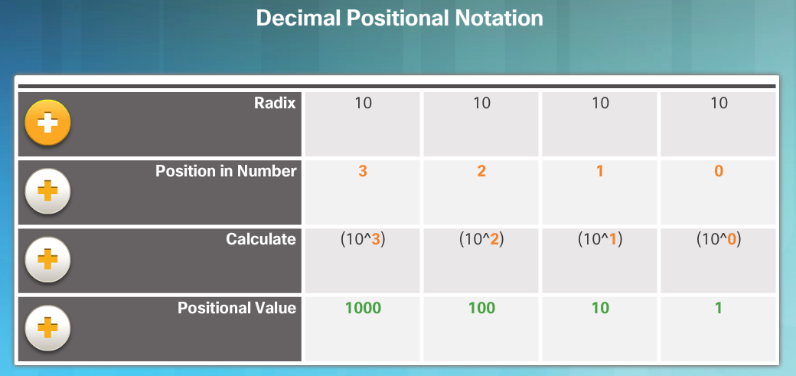 Decimal Positional Notation
Radix 10 10 10 10
Position in Number 3 2 1 0
Calculate (10^3) (10^2) (10^1) (10^0)
Positional Value 1000 100 10 1